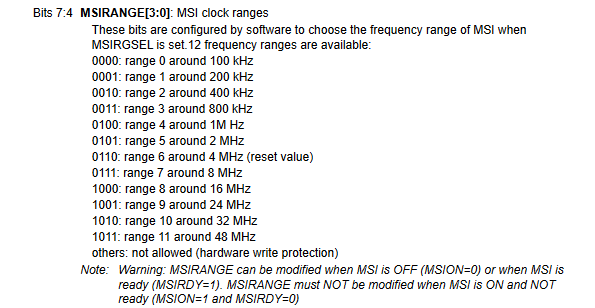 Bits 7:4 MSIRANGE[3:0]: MSI clock ranges
These bits are configured by software to choose the frequency range of MSI when
MSIRGSEL is set.12 frequency ranges are available:
0000: range 0 around 100 kHz
0001: range 1 around 200 kHz
0010: range 2 around 400 kHz
0011: range 3 around 800 kHz
0100: range 4 around 1M Hz
0101: range 5 around 2 MHz
0110: range 6 around 4 MHz (reset value)
0111: range 7 around 8 MHz
1000: range 8 around 16 MHz
1001: range 9 around 24 MHz
1010: range 10 around 32 MHz
1011: range 11 around 48 MHz
others: not allowed (hardware write protection)
Note: Warning: MSIRANGE can be modified when MSI is OFF (MSION=0) or when MSI is
ready (MSIRDY=1). MSIRANGE must NOT be modified when MSI is ON and NOT
ready (MSION=1 and MSIRDY=0)